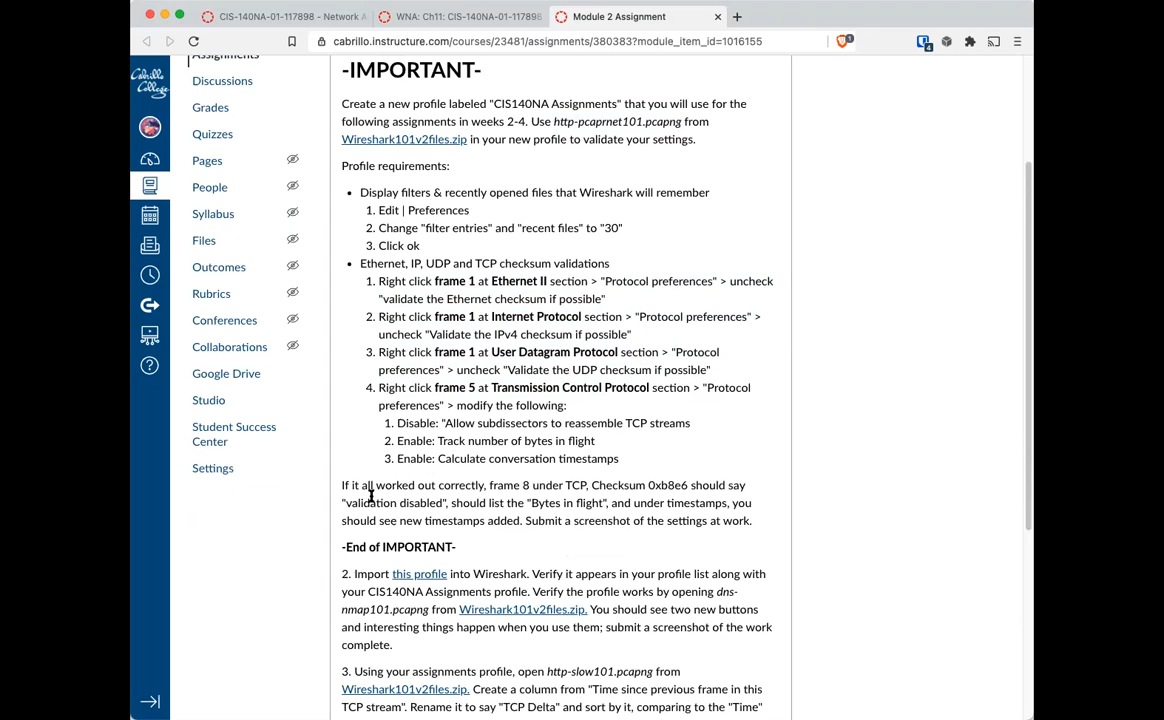 CIS-140NA-01-117898 - Network A
WNA: Ch11: CIS-140NA-01-117898
Module 2 Assignment
cabrillo.instructure.com/courses/23481/assignments/380383?module_item_id=1016155
1
4
Cabrillo
College
Assignments
Discussions
Grades
Quizzes
Pages
People
Syllabus
Files
Outcomes
Rubrics
Conferences
Collaborations
Google Drive
Studio
Student Success
Center
Settings
-IMPORTANT-
Create a new profile labeled "CIS140NA Assignments" that you will use for the
following assignments in weeks 2-4. Use http-pcaprnet101.pcapng from
Wireshark101v2files.zip in your new profile to validate your settings.
Profile requirements:
• Display filters & recently opened files that Wireshark will remember
1. Edit | Preferences
2. Change "filter entries" and "recent files" to "30"
3. Click ok
• Ethernet, IP, UDP and TCP checksum validations
1. Right click frame 1 at Ethernet II section > "Protocol preferences" > uncheck
"validate the Ethernet checksum if possible"
2. Right click frame 1 at Internet Protocol section > "Protocol preferences" >
uncheck "Validate the IPv4 checksum if possible"
3. Right click frame 1 at User Datagram Protocol section > "Protocol
preferences" > uncheck "Validate the UDP checksum if possible"
4. Right click frame 5 at Transmission Control Protocol section > "Protocol
preferences" > modify the following:
1. Disable: "Allow subdissectors to reassemble TCP streams
2. Enable: Track number of bytes in flight
3. Enable: Calculate conversation timestamps
If it all worked out correctly, frame 8 under TCP, Checksum 0xb8e6 should say
"validation disabled", should list the "Bytes in flight", and under timestamps, you
should see new timestamps added. Submit a screenshot of the settings at work.
-End of IMPORTANT-
2. Import this profile into Wireshark. Verify it appears in your profile list along with
your CIS140NA Assignments profile. Verify the profile works by opening dns-
nmap101.pcapng from Wireshark101v2files.zip. You should see two new buttons
and interesting things happen when you use them; submit a screenshot of the work
complete.
3. Using your assignments profile, open http-slow101.pcapng from
Wireshark101v2files.zip. Create a column from "Time since previous frame in this
TCP stream". Rename it to say "TCP Delta" and sort by it, comparing to the "Time"